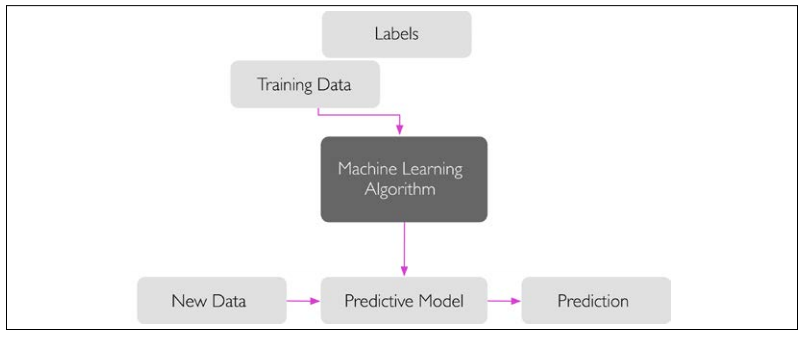 Labels
Training Data
Machine Learning
Algorithm
New Data
Predictive Model
Prediction